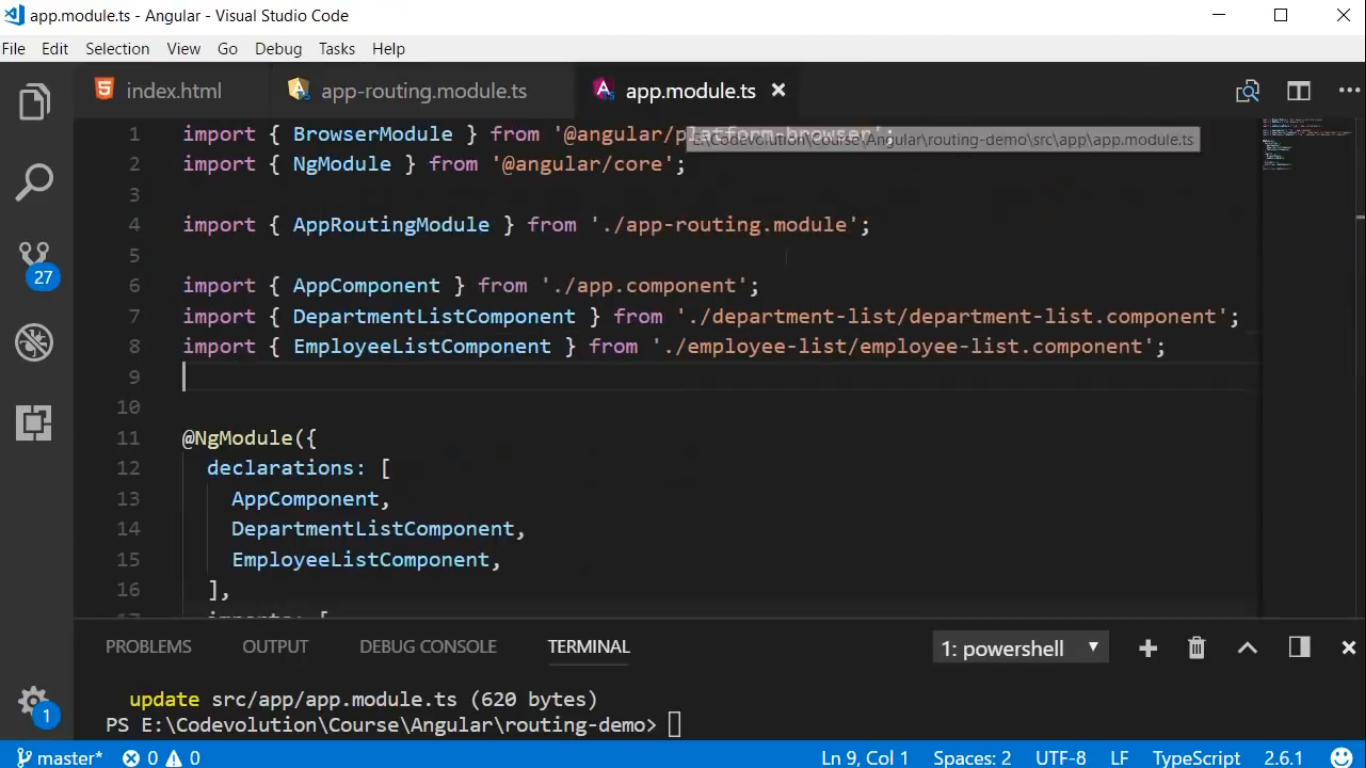 app.module.ts - Angular - Visual Studio Code
File Edit Selection View Go Debug Tasks Help
index.html app-routing.module.ts app.module.ts
1 import { BrowserModule } from '@angular/platform-browser';
E:\Codevolution\Course\Angular\routing-demo\src\app\app.module.ts
2 import { NgModule } from '@angular/core';
3
4 import { AppRoutingModule } from './app-routing.module';
5
6 import { AppComponent } from './app.component';
7 import { DepartmentListComponent } from './department-list/department-list.component';
8 import { EmployeeListComponent } from './employee-list/employee-list.component';
9
10
11 @NgModule({
12 declarations: [
13 AppComponent,
14 DepartmentListComponent,
15 EmployeeListComponent,
16 ],
17 imports: [
27
1
PROBLEMS OUTPUT DEBUG CONSOLE TERMINAL 1: powershell
update src/app/app.module.ts (620 bytes)
PS E:\Codevolution\Course\Angular\routing-demo>
master* 0 0 Ln 9, Col 1 Spaces: 2 UTF-8 LF TypeScript 2.6.1